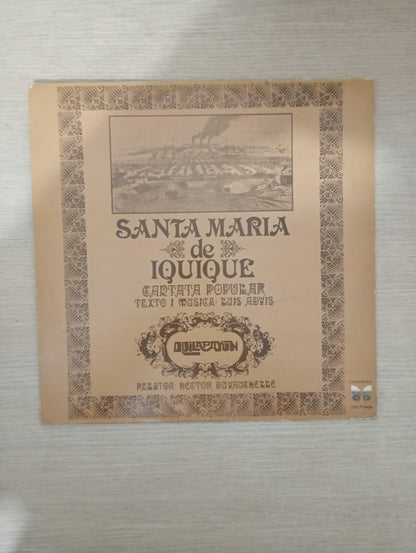 SANTA MARIA
de
IQUIQUE
CANTATA POPULAR
TEXTO I MUSICA: LUIS ADVIS
QUILAPAYUN
RELATOR: HECTOR DUVAUCHELLE